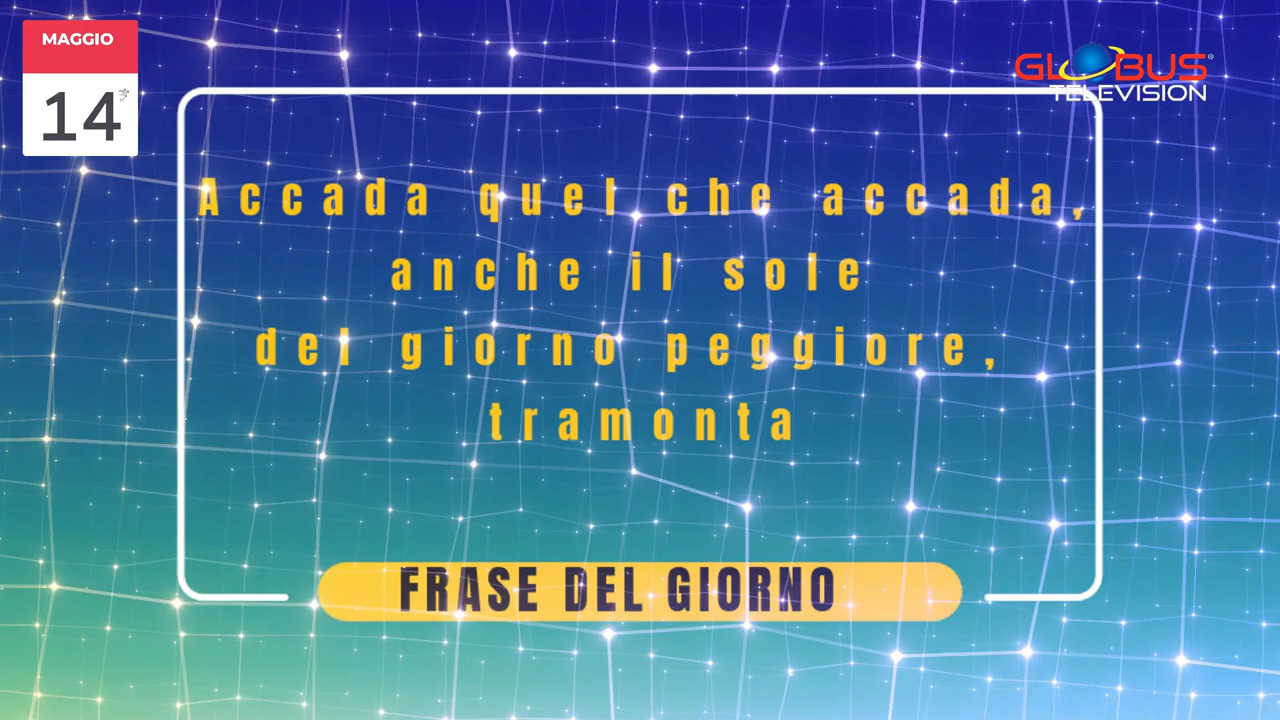 MAGGIO
14
GLOBUS®
TELEVISION
Accada quel che accada,
anche il sole
del giorno peggiore,
tramonta
FRASE DEL GIORNO